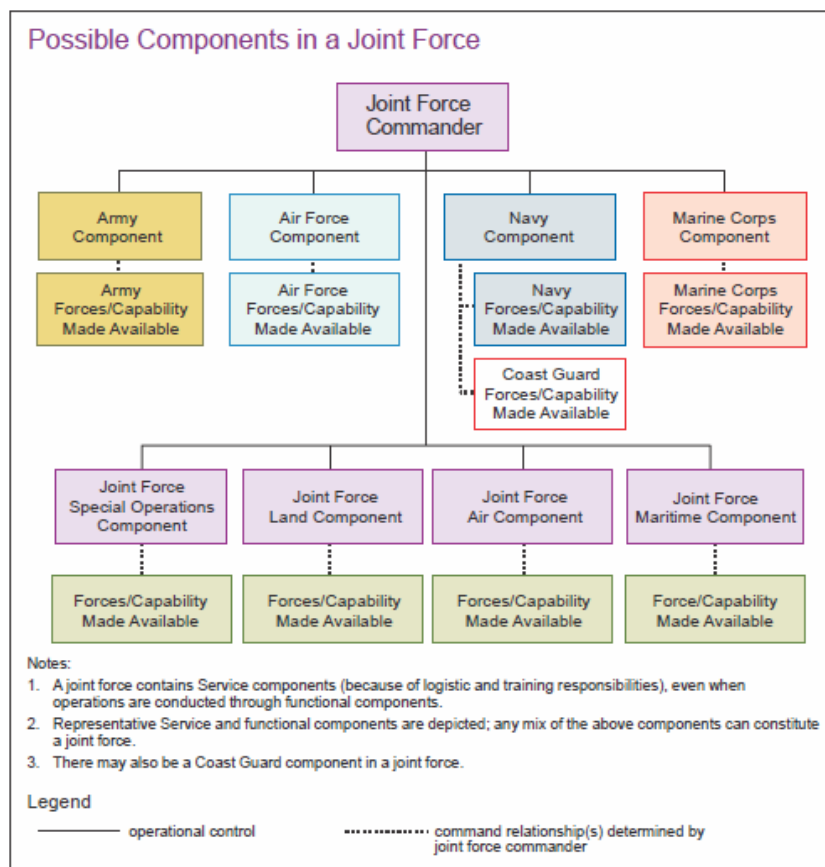 Possible Components in a Joint Force
Joint Force
Commander
Army
Component
Air Force
Component
Navy
Component
Marine Corps
Component
Army
Forces/Capability
Made Available
Air Force
Forces/Capability
Made Available
Navy
Forces/Capability
Made Available
Marine Corps
Forces/Capability
Made Available
Coast Guard
Forces/Capability
Made Available
Joint Force
Special Operations
Component
Joint Force
Land Component
Joint Force
Air Component
Joint Force
Maritime Component
Forces/Capability
Made Available
Forces/Capability
Made Available
Forces/Capability
Made Available
Force/Capability
Made Available
Notes:
1. A joint force contains Service components (because of logistic and training responsibilities), even when
operations are conducted through functional components.
2. Representative Service and functional components are depicted; any mix of the above components can constitute
a joint force.
3. There may also be a Coast Guard component in a joint force.
Legend
operational control
command relationship(s) determined by
joint force commander